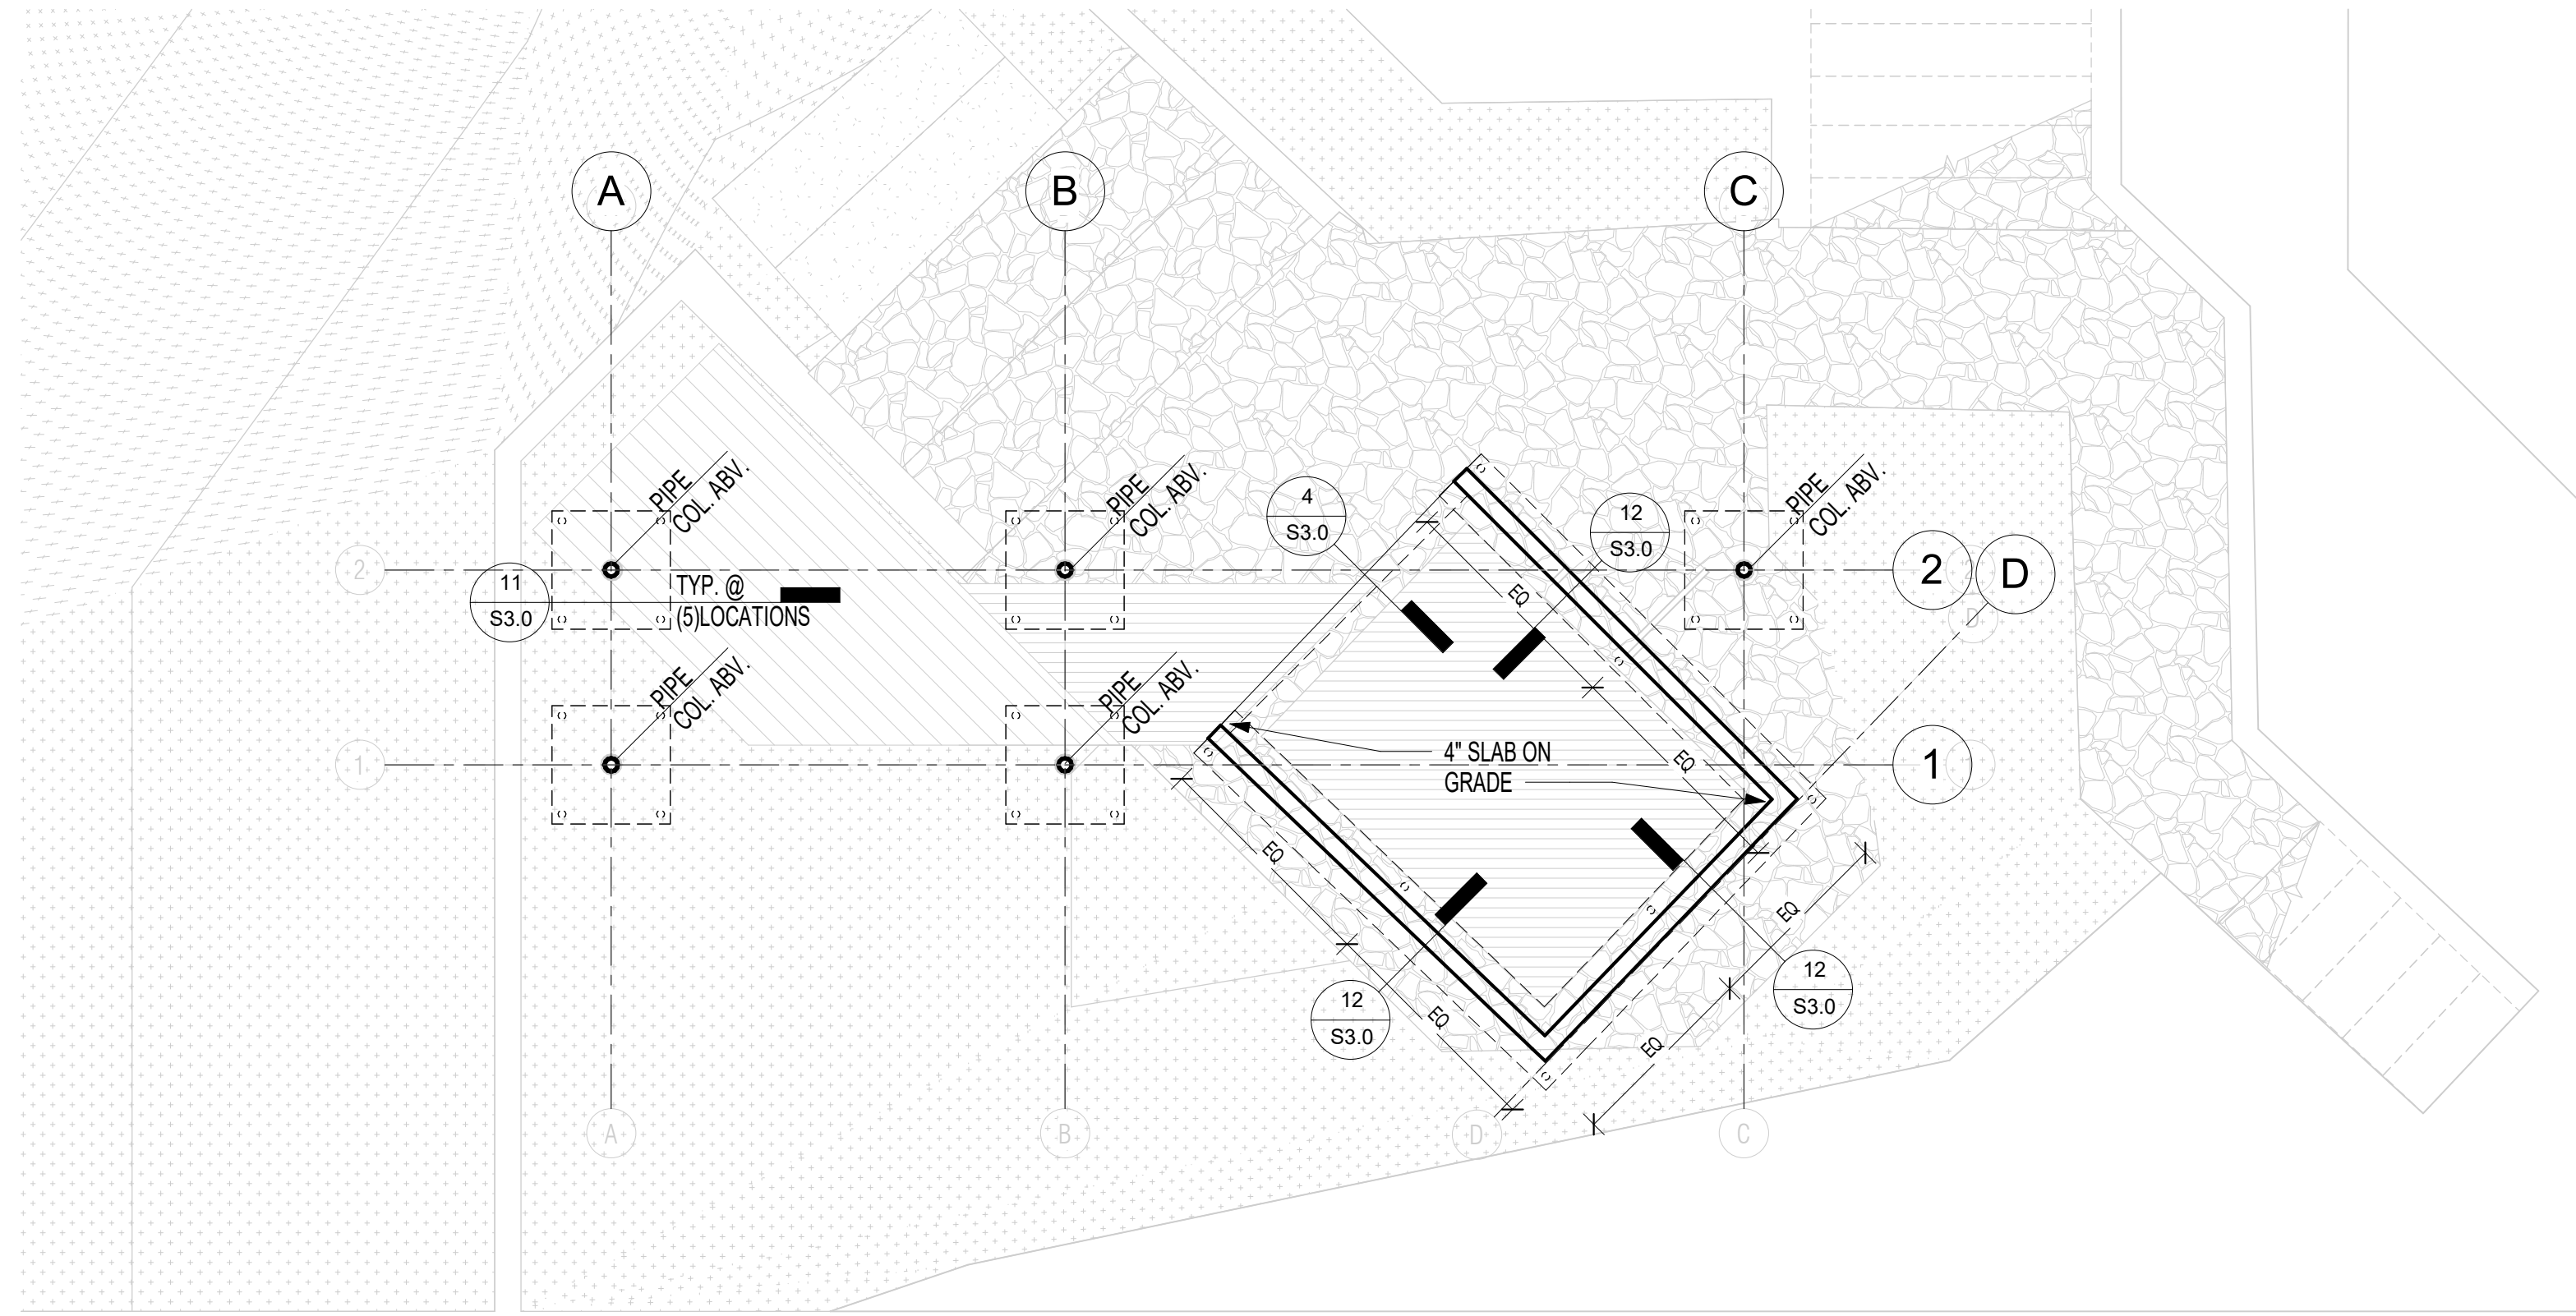 A
B
C
PIPE
COL. ABV.
PIPE
COL. ABV.
PIPE
COL. ABV.
4
S3.0
12
S3.0
2
2
D
D
11
S3.0
TYP. @
(5)LOCATIONS
EQ
PIPE
COL. ABV.
PIPE
COL. ABV.
4" SLAB ON
GRADE
EQ
1
1
EQ
EQ
12
S3.0
12
S3.0
EQ
EQ
A
B
D
C